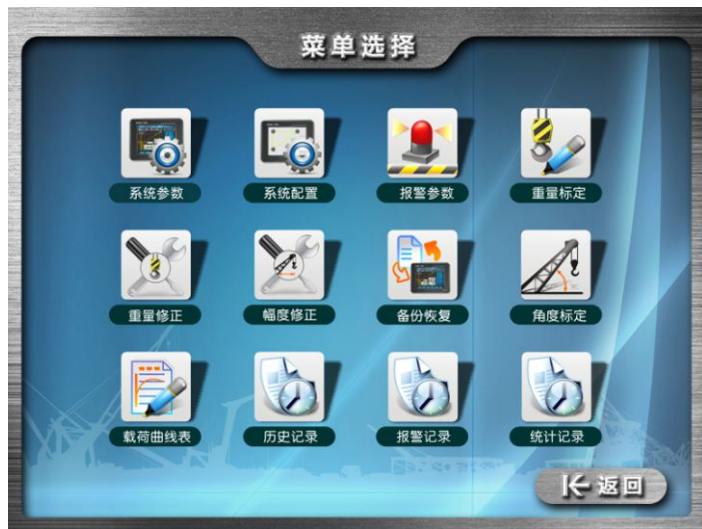 菜单选择
系统参数
系统配置
报警参数
重量标定
重量修正
幅度修正
备份恢复
角度标定
载荷曲线表
历史记录
报警记录
统计记录
返回